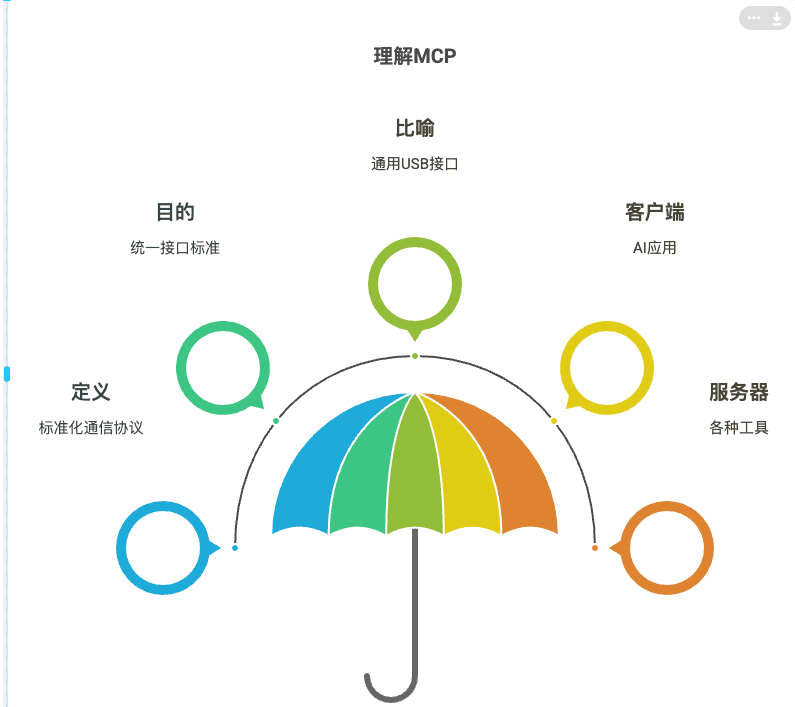 理解MCP
比喻
通用USB接口
目的
统一接口标准
客户端
AI应用
定义
标准化通信协议
服务器
各种工具